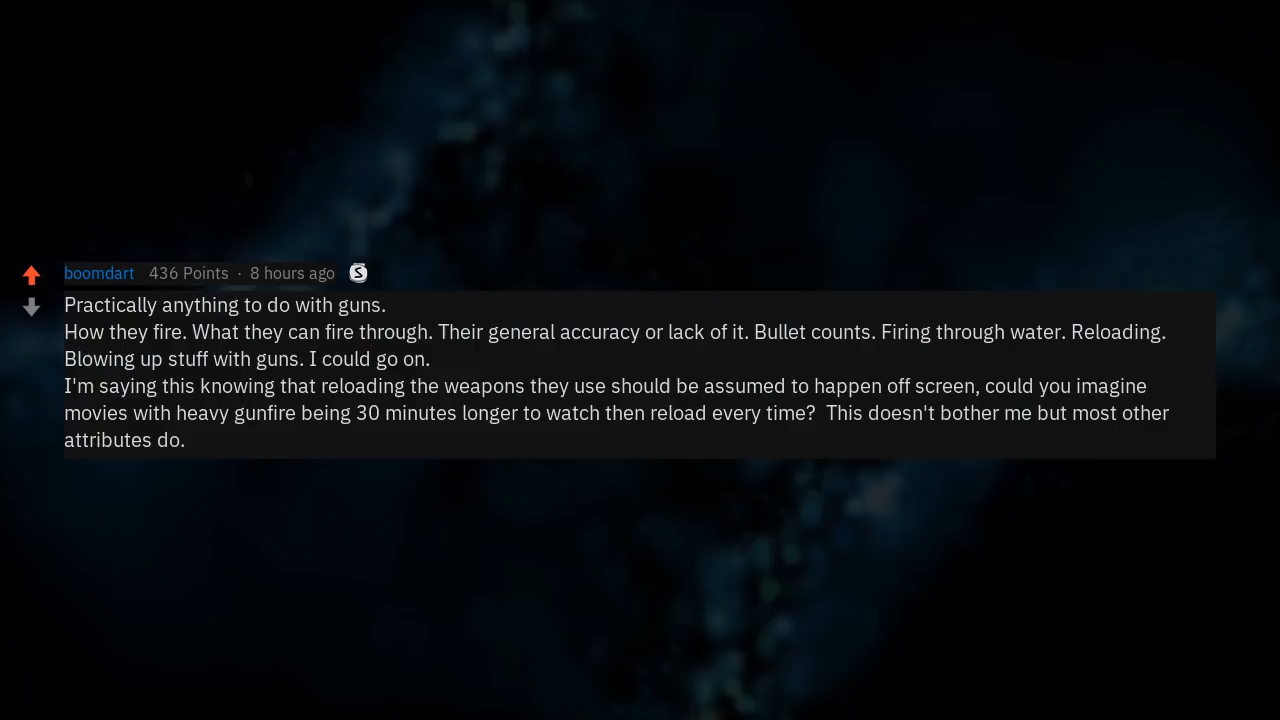 boomdart 436 Points · 8 hours ago S
Practically anything to do with guns.
How they fire. What they can fire through. Their general accuracy or lack of it. Bullet counts. Firing through water. Reloading.
Blowing up stuff with guns. I could go on.
I'm saying this knowing that reloading the weapons they use should be assumed to happen off screen, could you imagine
movies with heavy gunfire being 30 minutes longer to watch then reload every time?  This doesn't bother me but most other
attributes do.